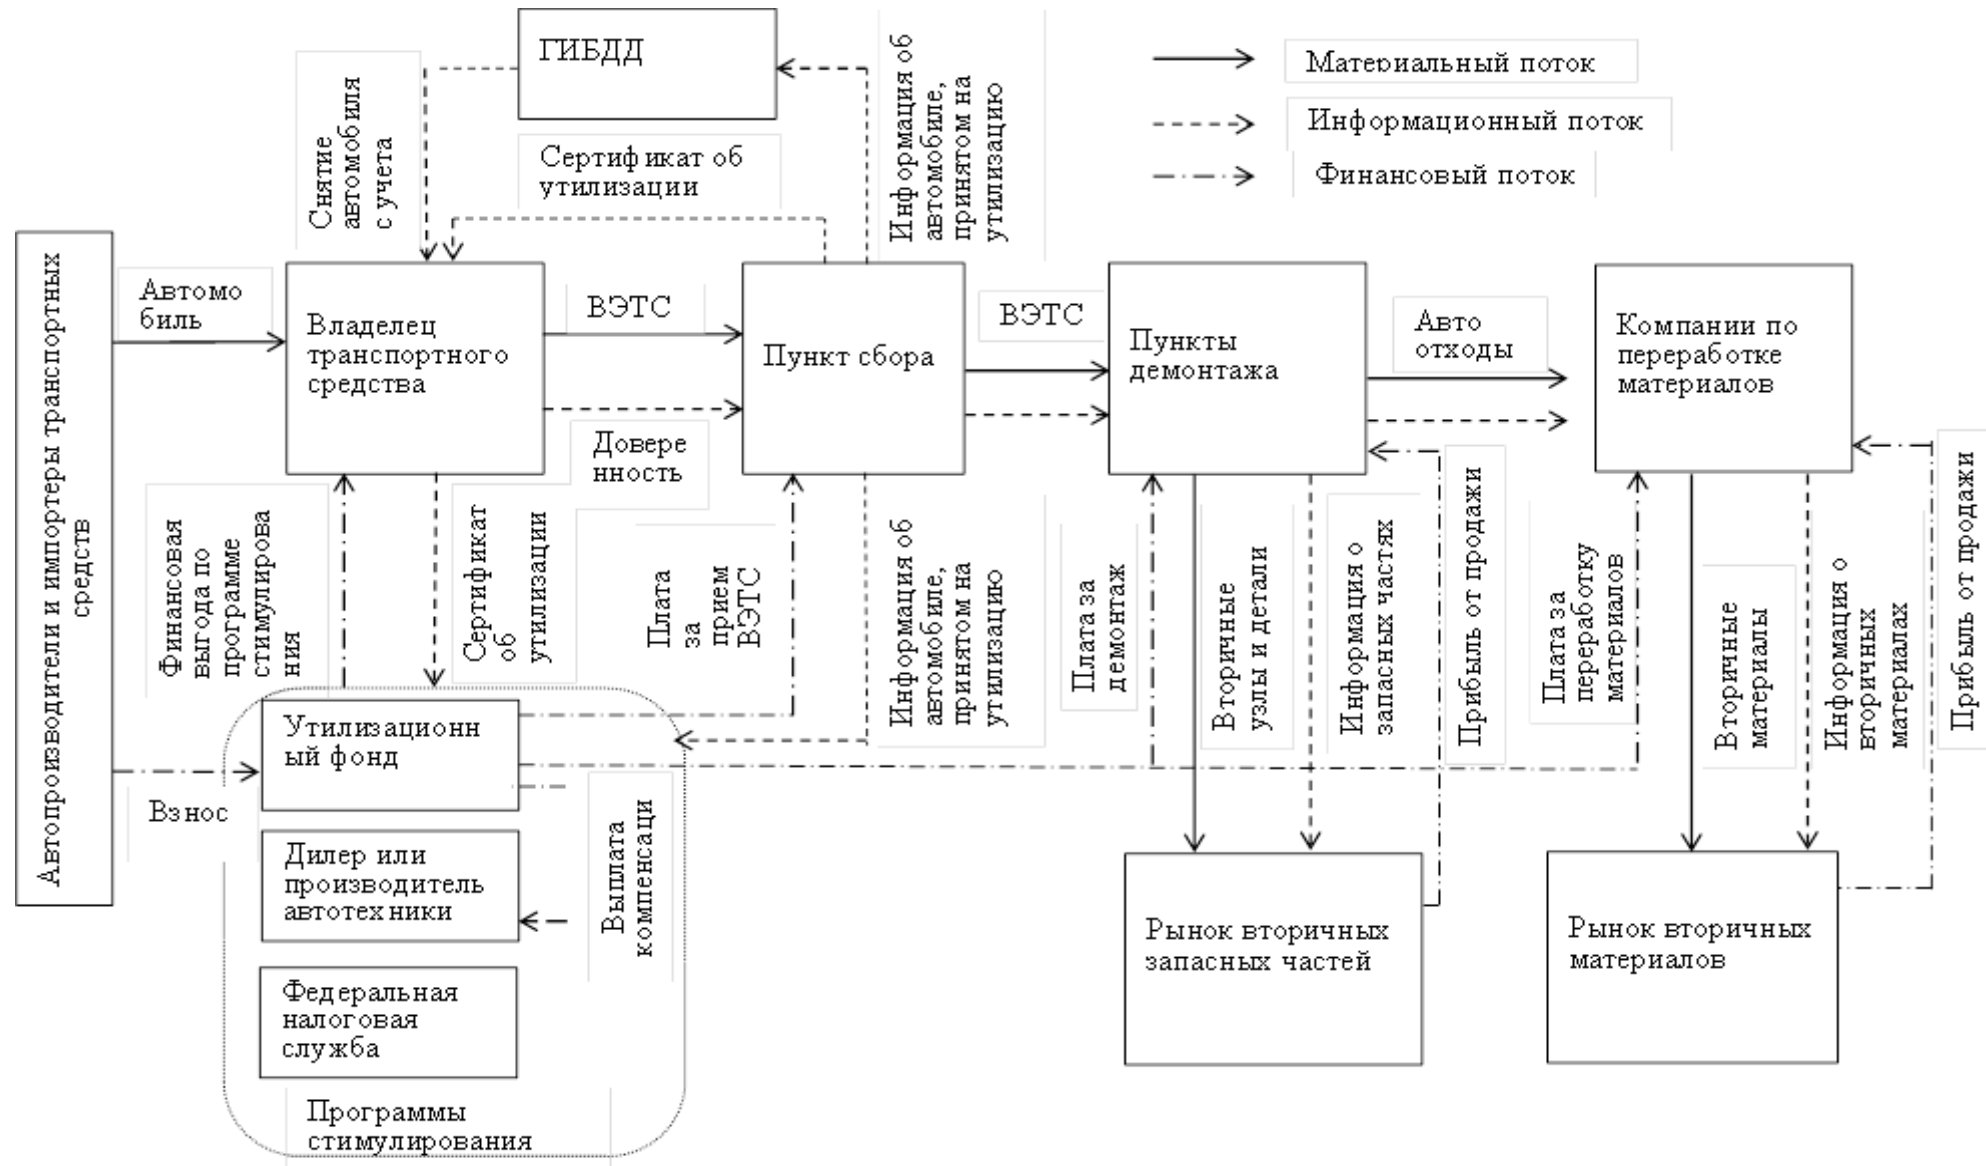 ГИБДД
Снятие
автомобиля
с учета
Сертификат об
утилизации
Информация об
автомобиле,
принятом на
утилизацию
Материальный поток
Информационный поток
Финансовый поток
Автопроизводители и импортеры транспортных
средств
Автомо
биль
Владелец
транспортного
средства
ВЭТС
Пункт сбора
ВЭТС
Пункты
демонтажа
Авто
отходы
Компании по
переработке
материалов
Довере
нность
Финансовая
выгода по
программе
стимулирова
ния
Сертификат
об
утилизации
Плата
за
прием
ВЭТС
Информация об
автомобиле,
принятом на
утилизацию
Плата за
демонтаж
Вторичные
узлы и детали
Информация о
запасных частях
Прибыль от продажи
Плата за
переработку
материалов
Вторичные
материалы
Информация о
вторичных
материалах
Прибыль от продажи
Взнос
Утилизационн
ый фонд
Выплата
компенсаци
Дилер или
производитель
автотехники
Федеральная
налоговая
служба
Программы
стимулирования
Рынок вторичных
запасных частей
Рынок вторичных
материалов